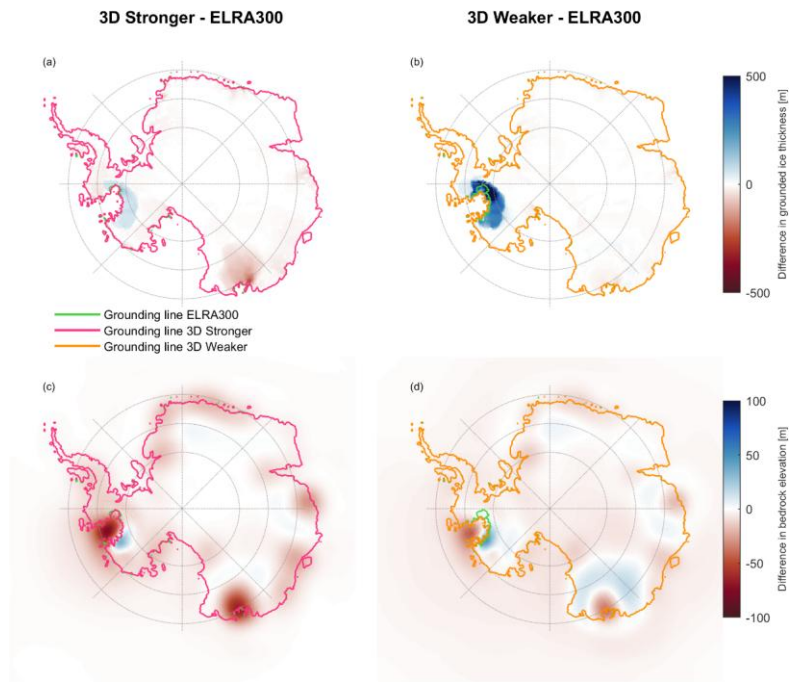 3D Stronger - ELRA300
3D Weaker - ELRA300
(a)
(b)
500
0
-500
Difference in grounded ice thickness [m]
Grounding line ELRA300
Grounding line 3D Stronger
Grounding line 3D Weaker
(c)
(d)
100
50
0
-50
-100
Difference in bedrock elevation [m]